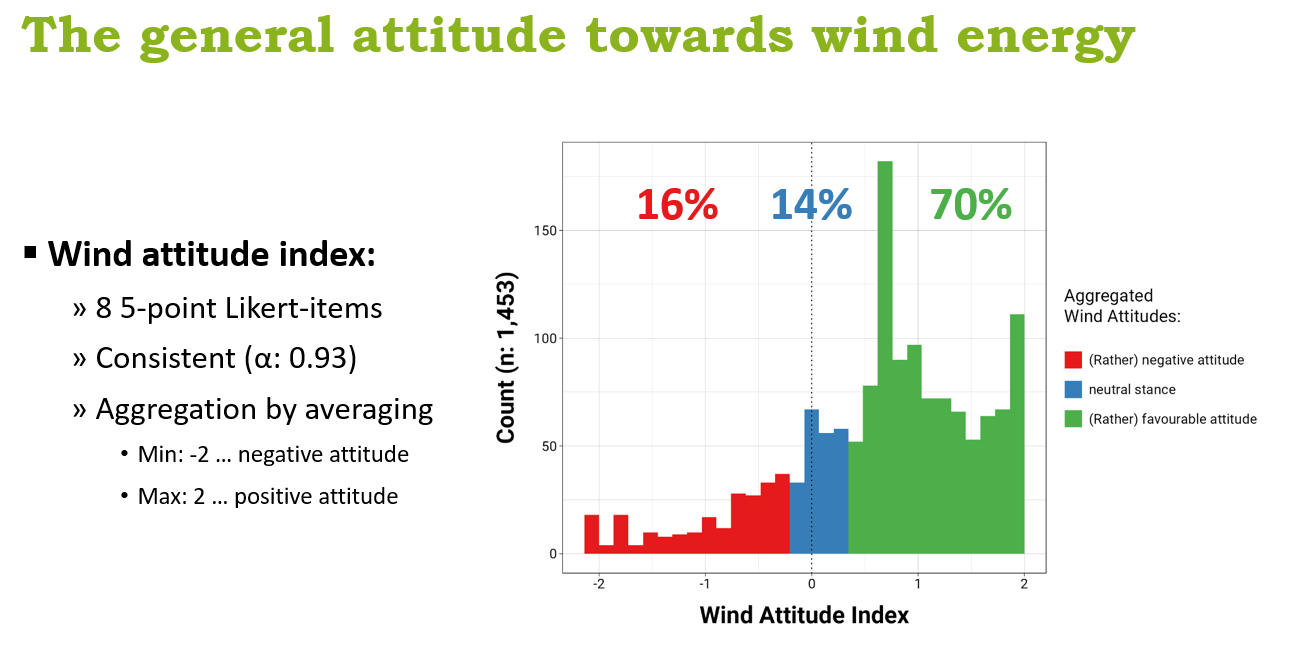 The general attitude towards wind energy
▪ Wind attitude index:
» 8 5-point Likert-items
» Consistent (α: 0.93)
» Aggregation by averaging
• Min: -2 … negative attitude
• Max: 2 … positive attitude
16%
14%
70%
150
100
50
0
Count (n: 1,453)
-2
-1
0
1
2
Wind Attitude Index
Aggregated
Wind Attitudes:
(Rather) negative attitude
neutral stance
(Rather) favourable attitude